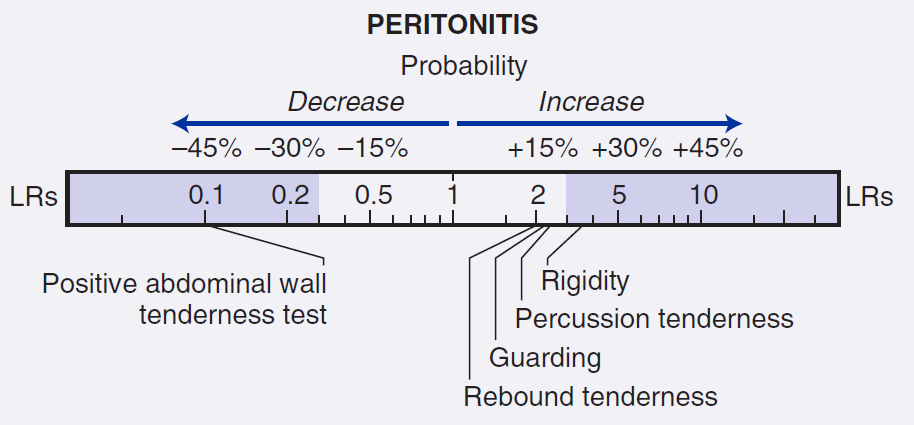 PERITONITIS
Probability
Decrease Increase
–45% –30% –15% +15% +30% +45%
LRs 0.1 0.2 0.5 1 2 5 10 LRs
Positive abdominal wall
tenderness test
Rigidity
Percussion tenderness
Guarding
Rebound tenderness